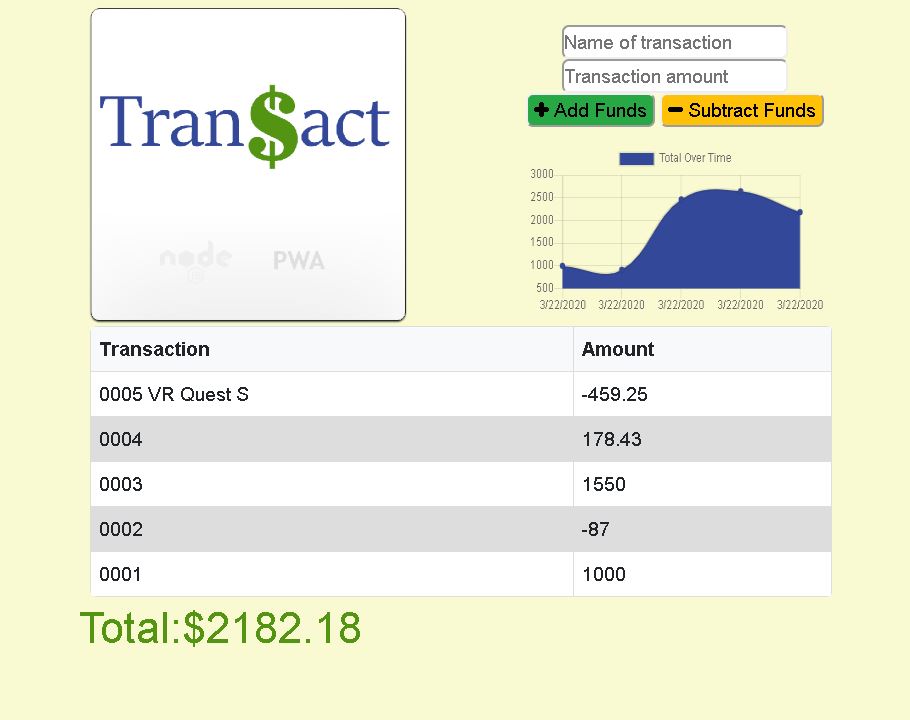 Tran$act
node
JS
PWA
Name of transaction
Transaction amount
Add Funds
Subtract Funds
Total Over Time
3000
2500
2000
1500
1000
500
3/22/2020 3/22/2020 3/22/2020 3/22/2020 3/22/2020
Transaction Amount
0005 VR Quest S -459.25
0004 178.43
0003 1550
0002 -87
0001 1000
Total:$2182.18